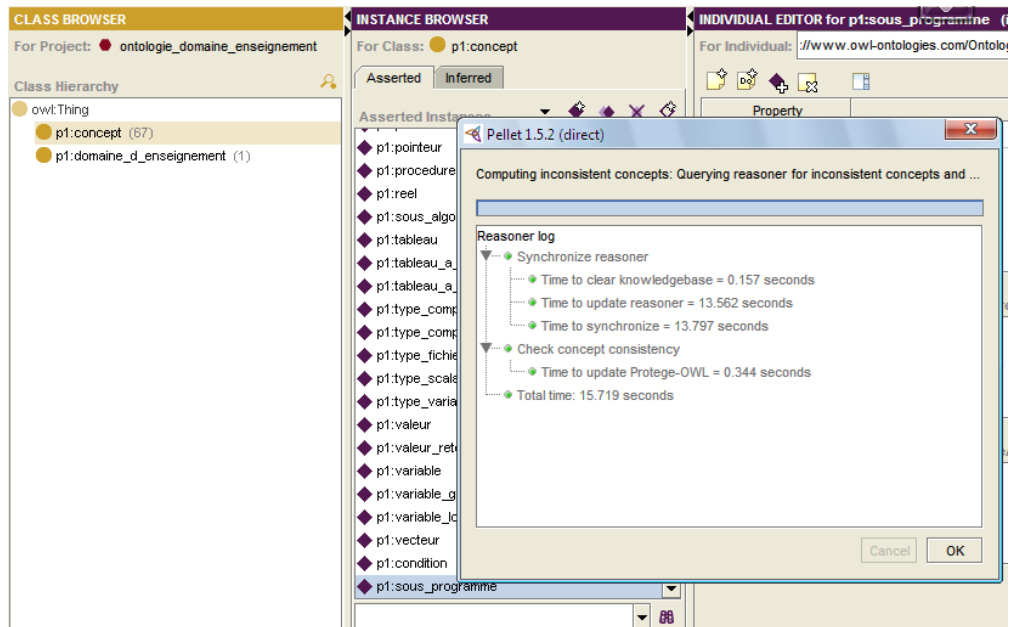 CLASS BROWSER
For Project: ontologie_domaine_enseignement
Class Hierarchy
owl:Thing
p1:concept (67)
p1:domaine_d_enseignement (1)
INSTANCE BROWSER
For Class: p1:concept
Asserted Inferred
Asserted Instances
p1:pointeur
p1:procedure
p1:reel
p1:sous_algo
p1:tableau
p1:tableau_a_
p1:tableau_a_
p1:type_comp
p1:type_comp
p1:type_fichie
p1:type_scala
p1:type_varia
p1:valeur
p1:valeur_ret
p1:variable
p1:variable_g
p1:variable_lo
p1:vecteur
p1:condition
p1:sous_programme
INDIVIDUAL EDITOR for p1:sous_programme (i
For Individual: ://www.owl-ontologies.com/Ontolo
Property
Pellet 1.5.2 (direct)
Computing inconsistent concepts: Querying reasoner for inconsistent concepts and ...
Reasoner log
Synchronize reasoner
Time to clear knowledgebase = 0.157 seconds
Time to update reasoner = 13.562 seconds
Time to synchronize = 13.797 seconds
Check concept consistency
Time to update Protege-OWL = 0.344 seconds
Total time: 15.719 seconds
Cancel OK